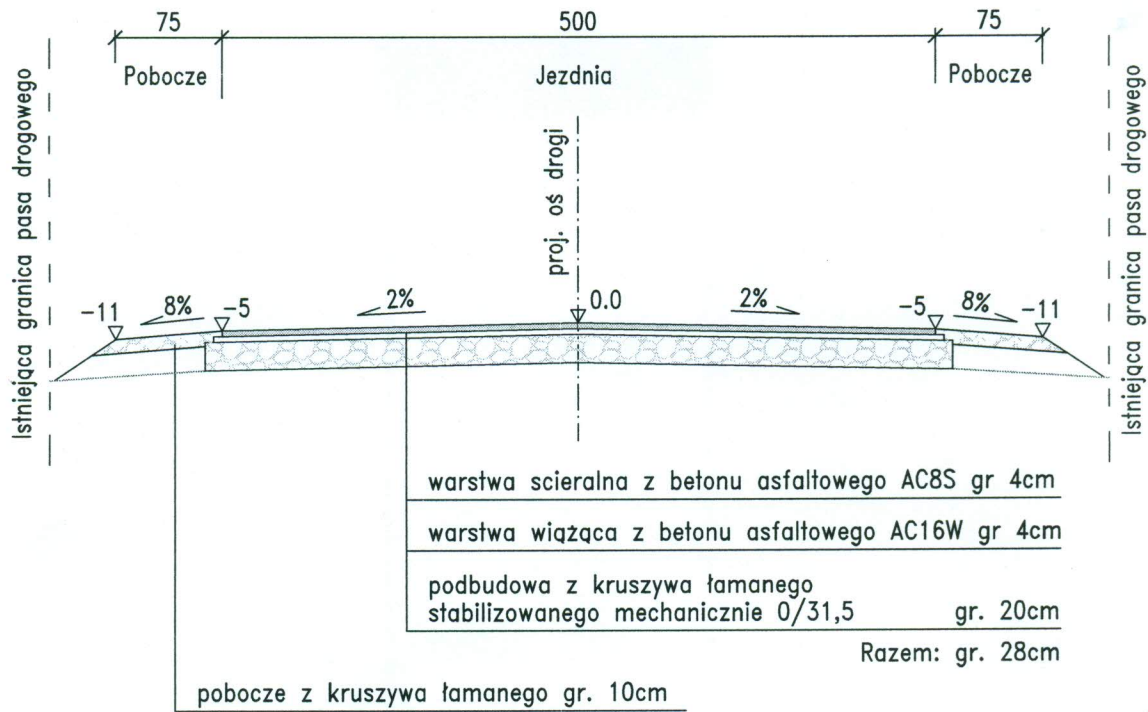 75 500 75
Pobocze Jezdnia Pobocze
Istniejąca granica pasa drogowego
proj. oś drogi
Istniejąca granica pasa drogowego
-11 8% -5 2% 0.0 2% -5 8% -11
warstwa scieralna z betonu asfaltowego AC8S gr 4cm
warstwa wiążąca z betonu asfaltowego AC16W gr 4cm
podbudowa z kruszywa łamanego
stabilizowanego mechanicznie 0/31,5 gr. 20cm
Razem: gr. 28cm
pobocze z kruszywa łamanego gr. 10cm